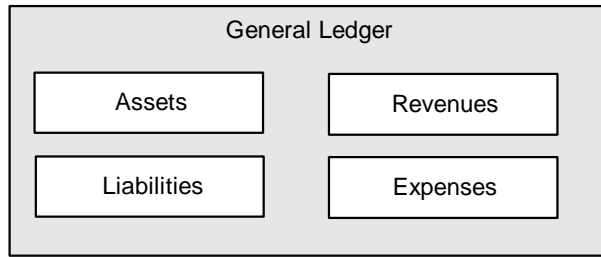 General Ledger
Assets
Revenues
Liabilities
Expenses